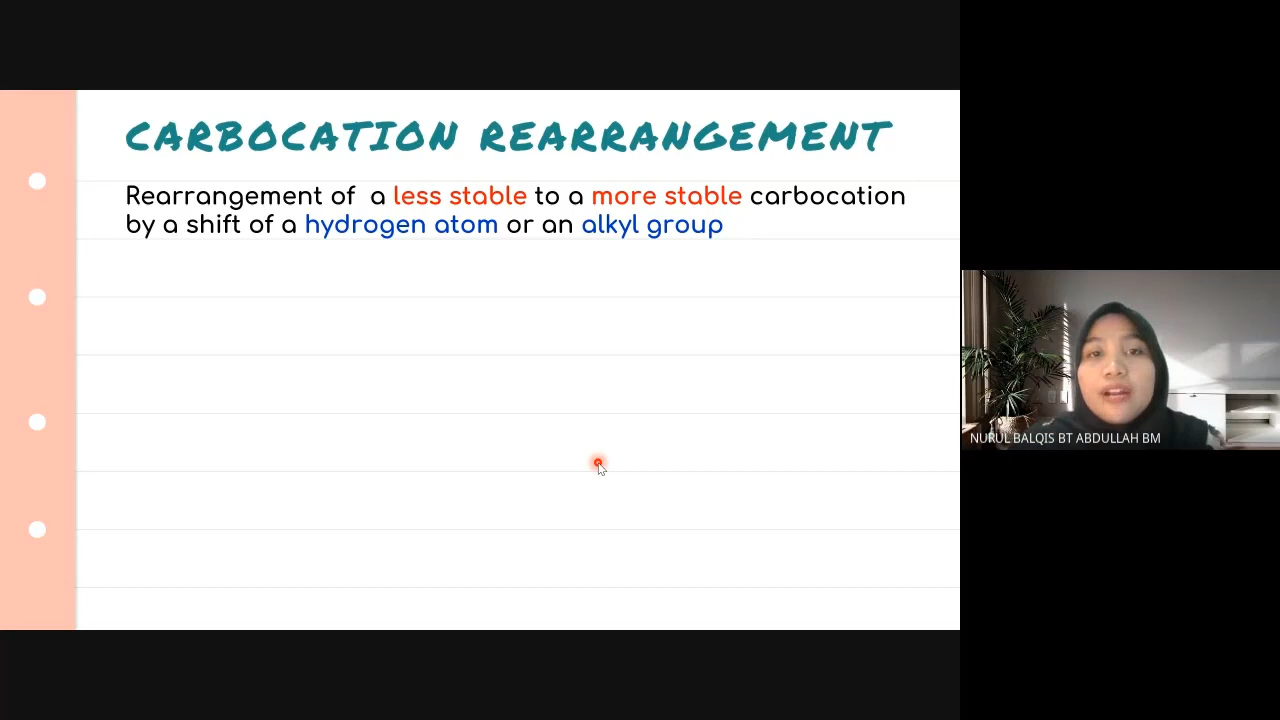 CARBOCATION REARRANGEMENT
Rearrangement of a less stable to a more stable carbocation
by a shift of a hydrogen atom or an alkyl group
NURUL BALQIS BT ABDULLAH BM